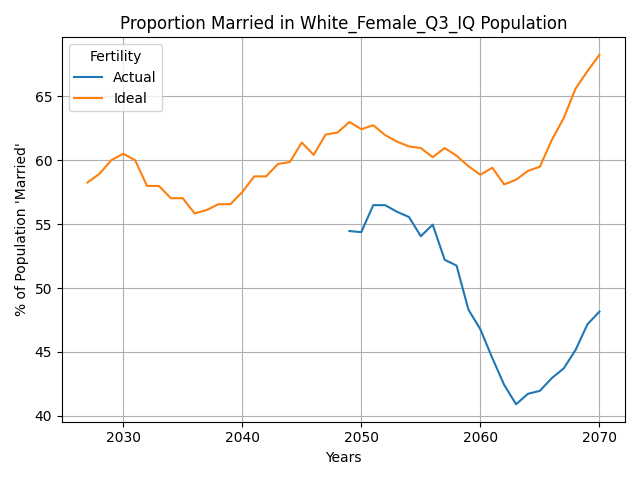 Proportion Married in White_Female_Q3_IQ Population
Fertility
Actual
Ideal
% of Population 'Married'
65
60
55
50
45
40
2030 2040 2050 2060 2070
Years